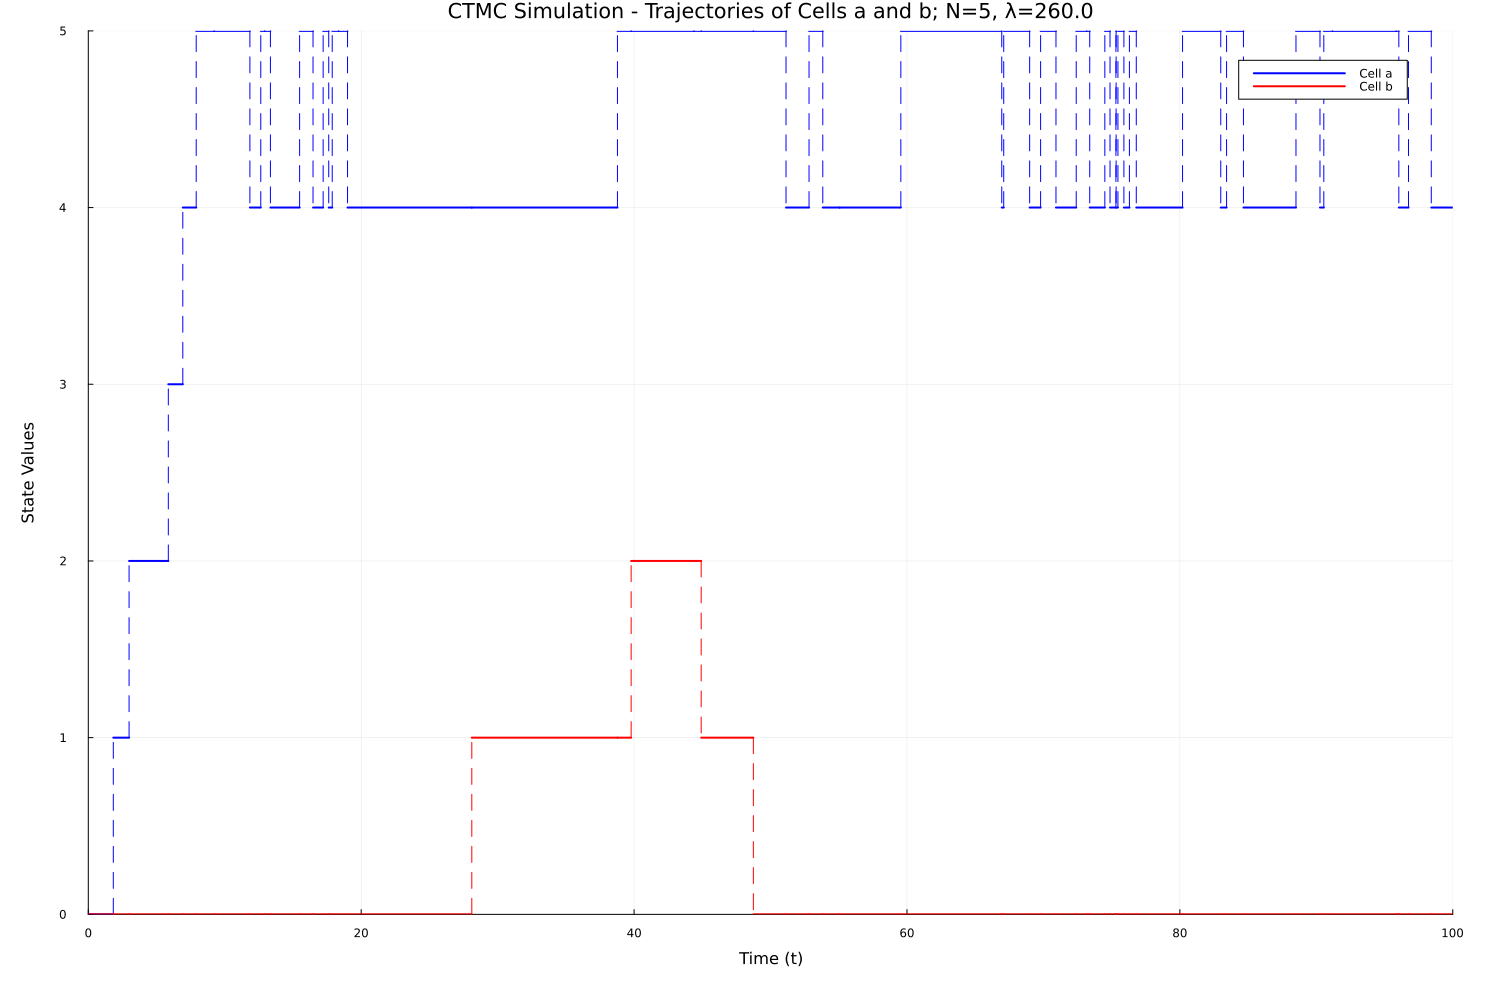 CTMC Simulation - Trajectories of Cells a and b; N=5, λ=260.0
5
Cell a
Cell b
4
3
State Values
2
1
0
0 20 40 60 80 100
Time (t)